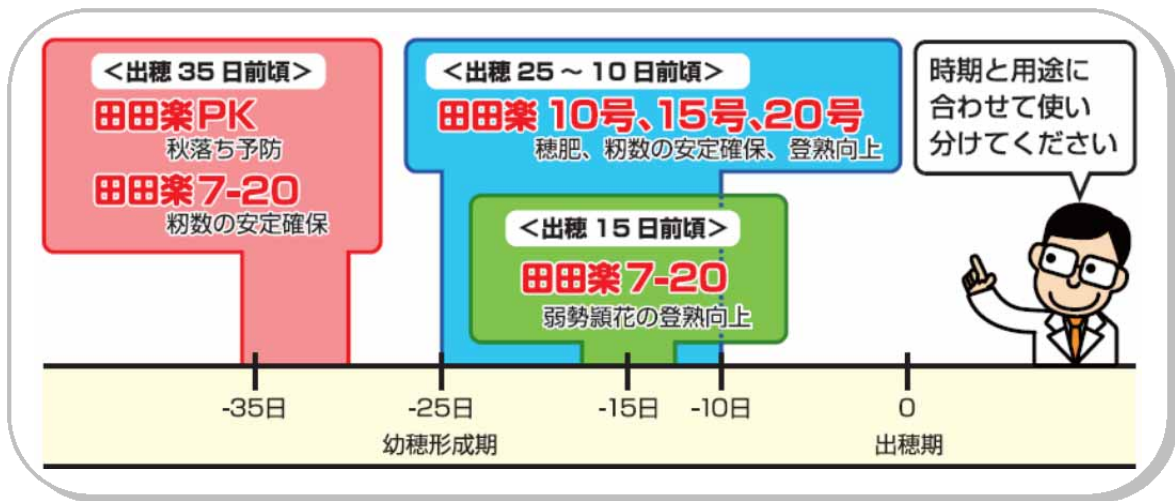 ＜出穂 35 日前頃＞
田田楽PK
秋落ち予防
田田楽7-20
籾数の安定確保
＜出穂 25 ～ 10 日前頃＞
田田楽 10号、15号、20号
穂肥、籾数の安定確保、登熟向上
＜出穂 15 日前頃＞
田田楽7-20
弱勢穎花の登熟向上
時期と用途に
合わせて使い
分けてください
-35日
-25日
-15日
-10日
0
幼穂形成期
出穂期